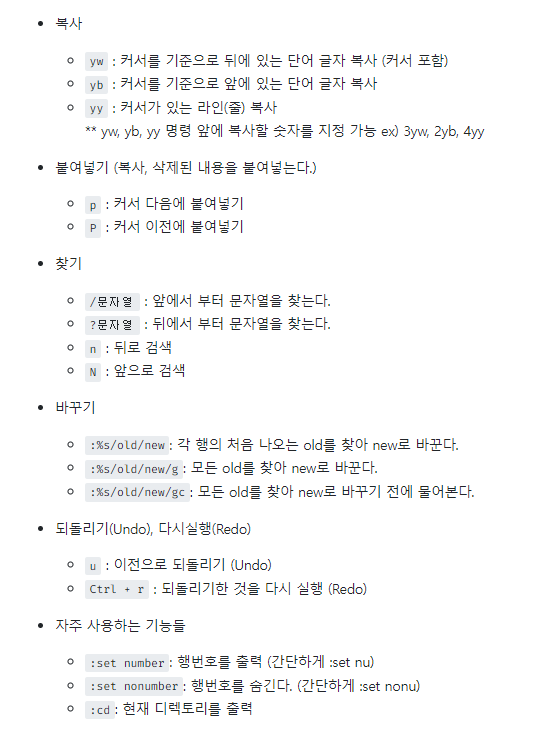 복사
yw : 커서를 기준으로 뒤에 있는 단어 글자 복사 (커서 포함)
yb : 커서를 기준으로 앞에 있는 단어 글자 복사
yy : 커서가 있는 라인(줄) 복사
** yw, yb, yy 명령 앞에 복사할 숫자를 지정 가능 ex) 3yw, 2yb, 4yy
붙여넣기 (복사, 삭제된 내용을 붙여넣는다.)
p : 커서 다음에 붙여넣기
P : 커서 이전에 붙여넣기
찾기
/문자열 : 앞에서 부터 문자열을 찾는다.
?문자열 : 뒤에서 부터 문자열을 찾는다.
n : 뒤로 검색
N : 앞으로 검색
바꾸기
:%s/old/new : 각 행의 처음 나오는 old를 찾아 new로 바꾼다.
:%s/old/new/g : 모든 old를 찾아 new로 바꾼다.
:%s/old/new/gc : 모든 old를 찾아 new로 바꾸기 전에 물어본다.
되돌리기(Undo), 다시실행(Redo)
u : 이전으로 되돌리기 (Undo)
Ctrl + r : 되돌리기한 것을 다시 실행 (Redo)
자주 사용하는 기능들
:set number : 행번호를 출력 (간단하게 :set nu)
:set nonumber : 행번호를 숨긴다. (간단하게 :set nonu)
:cd : 현재 디렉토리를 출력